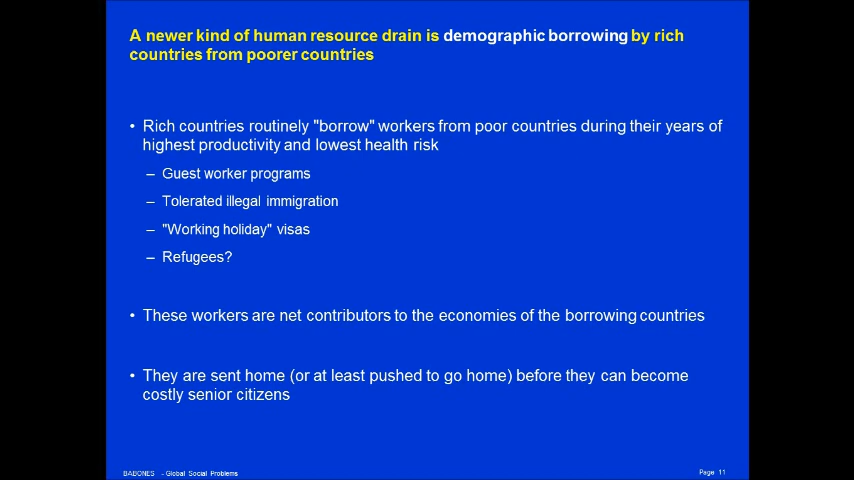 A newer kind of human resource drain is demographic borrowing by rich
countries from poorer countries
• Rich countries routinely "borrow" workers from poor countries during their years of
highest productivity and lowest health risk
– Guest worker programs
– Tolerated illegal immigration
– "Working holiday" visas
– Refugees?
• These workers are net contributors to the economies of the borrowing countries
• They are sent home (or at least pushed to go home) before they can become
costly senior citizens
BABONES - Global Social Problems
Page 11